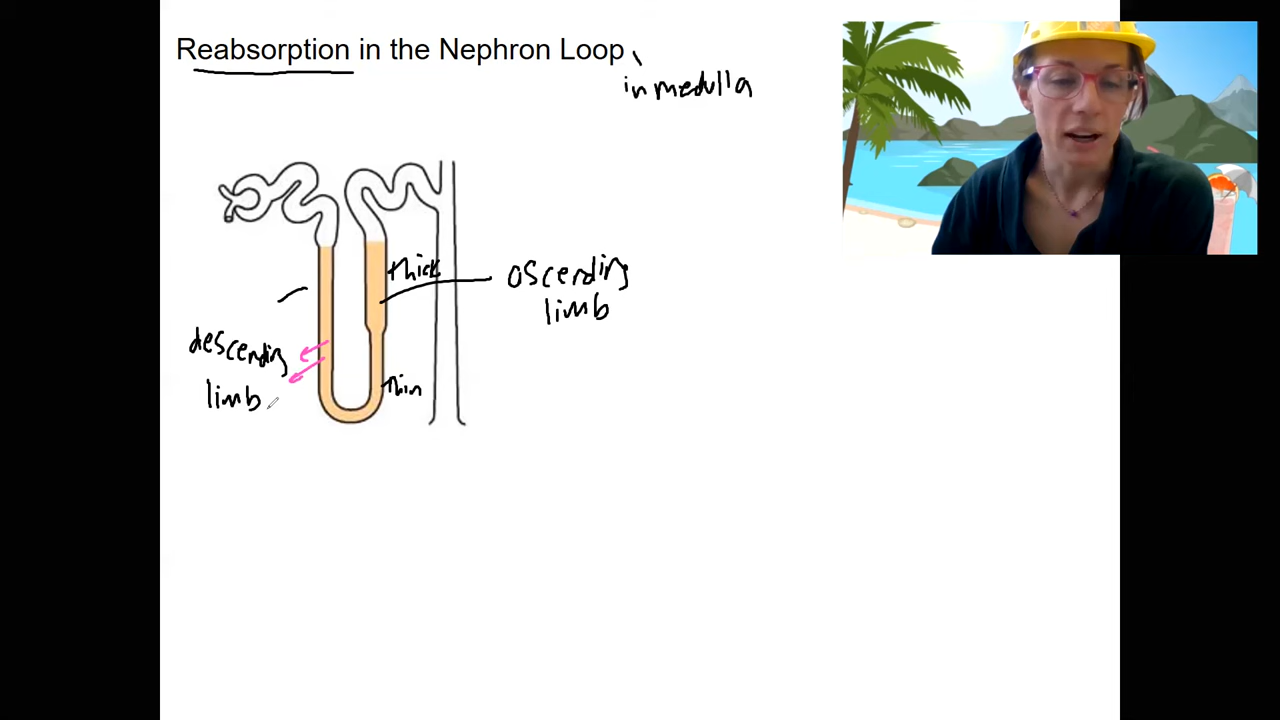 Reabsorption in the Nephron Loop
in medulla
thick
ascending
limb
descending
limb
thin